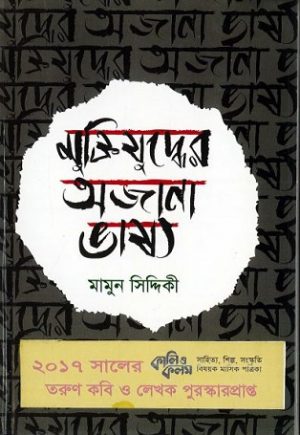 মুক্তিযুদ্ধের
অজানা
ভাষ্য
মামুন সিদ্দিকী
২০১৭ সালের কালি ও কলম সাহিত্য, শিল্প, সংস্কৃতি বিষয়ক মাসিক পত্রিকা
তরুণ কবি ও লেখক পুরস্কারপ্রাপ্ত